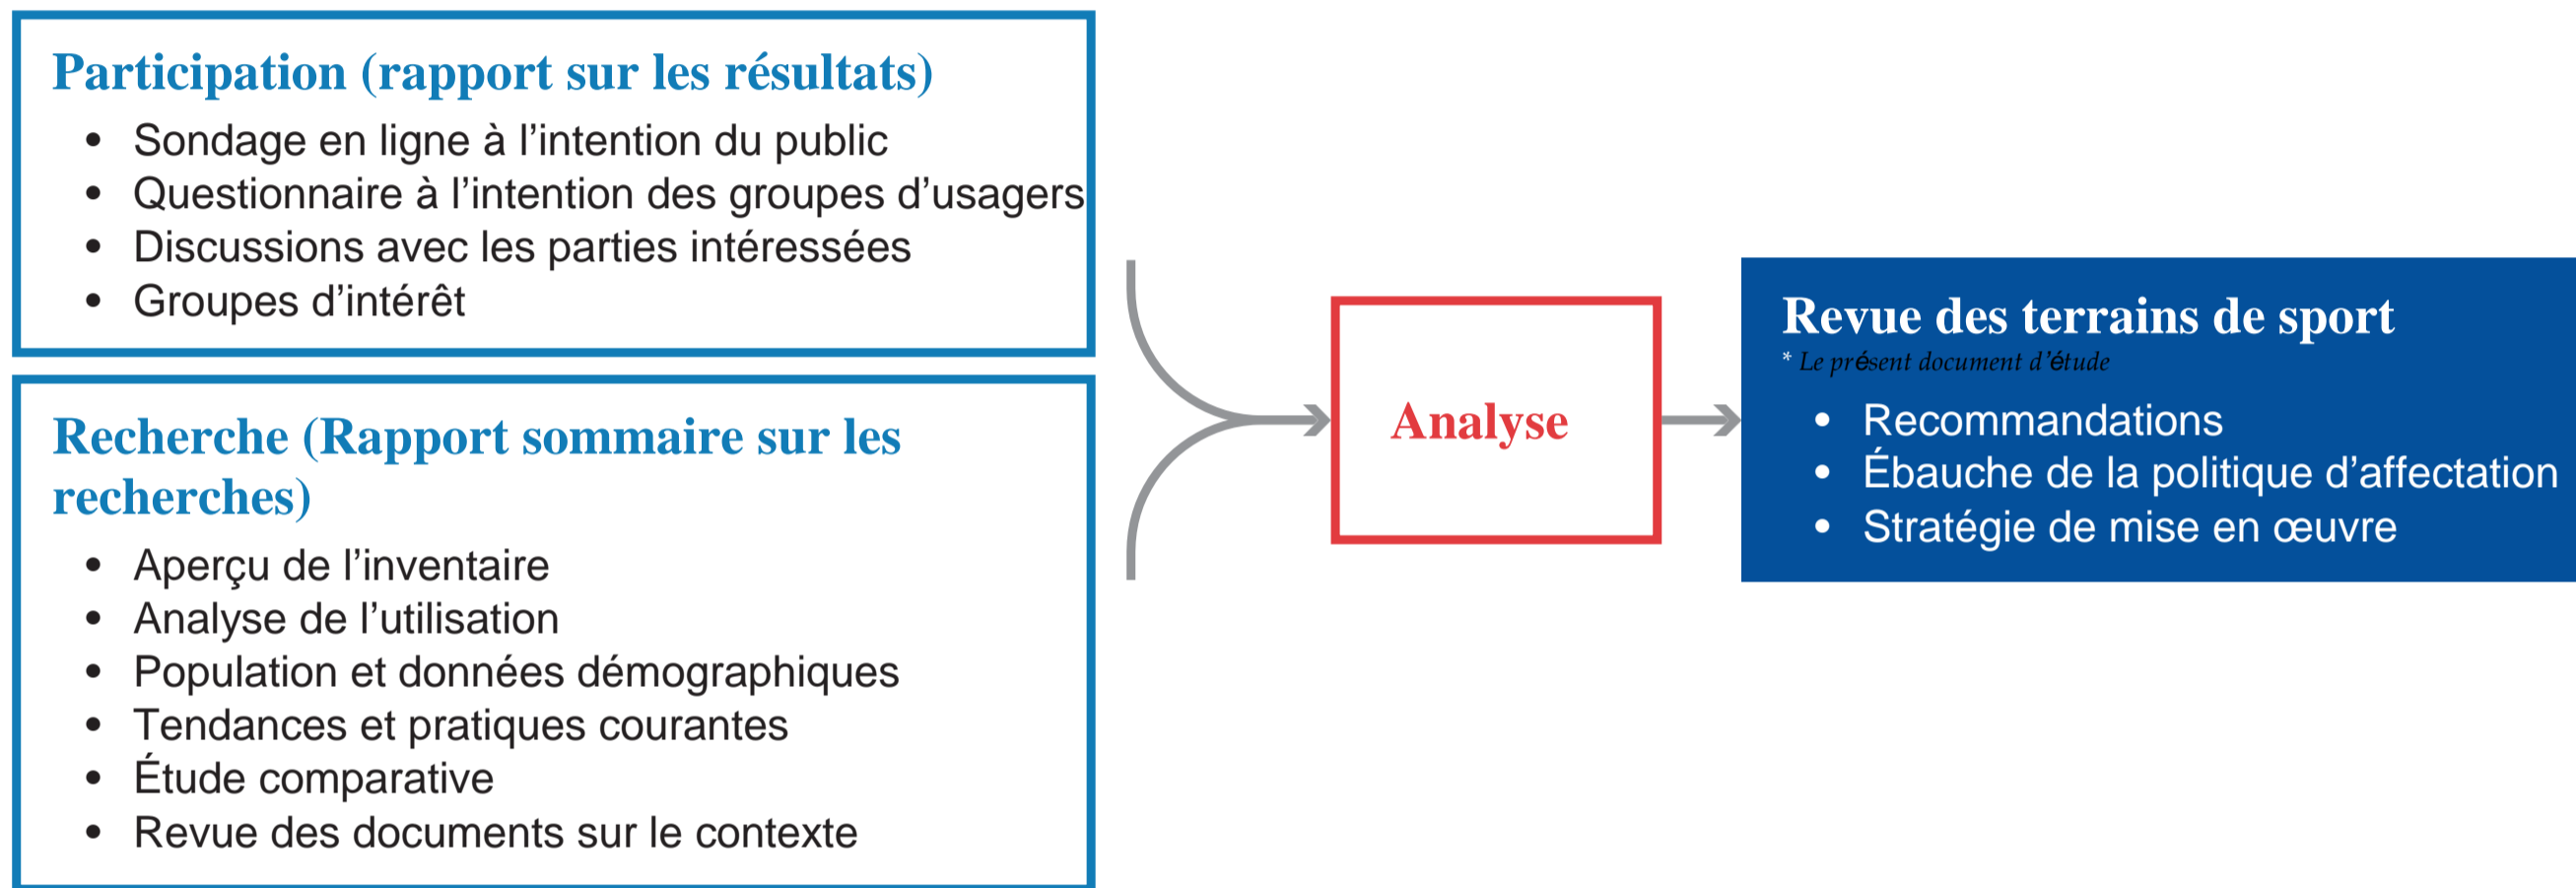 Participation (rapport sur les résultats)
• Sondage en ligne à l’intention du public
• Questionnaire à l’intention des groupes d’usagers
• Discussions avec les parties intéressées
• Groupes d’intérêt
Recherche (Rapport sommaire sur les
recherches)
• Aperçu de l’inventaire
• Analyse de l’utilisation
• Population et données démographiques
• Tendances et pratiques courantes
• Étude comparative
• Revue des documents sur le contexte
Analyse
Revue des terrains de sport
* Le présent document d’étude
• Recommandations
• Ébauche de la politique d’affectation
• Stratégie de mise en œuvre